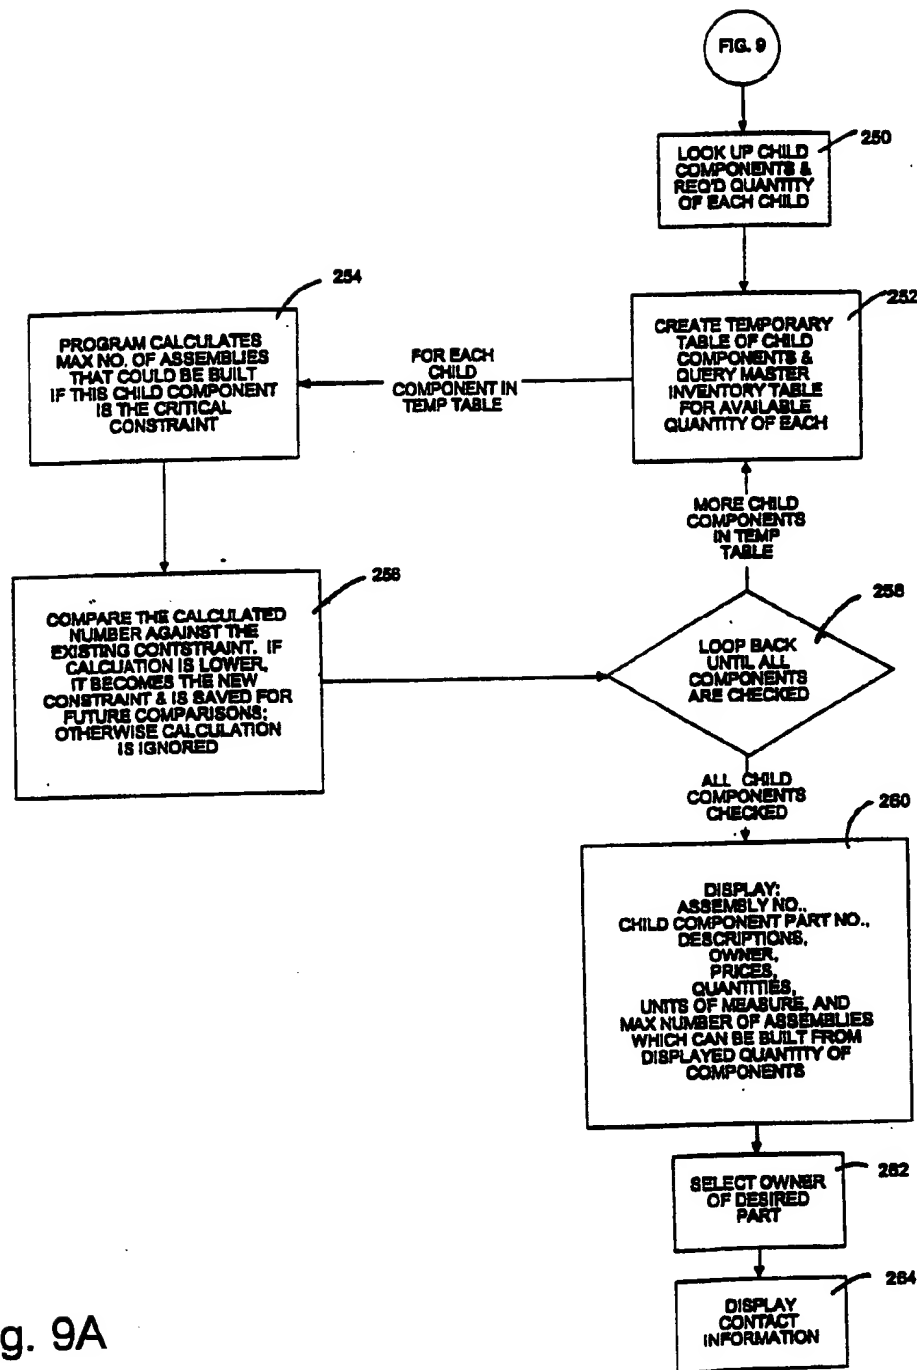 FIG. 9
250
LOOK UP CHILD
COMPONENTS &
REQ'D QUANTITY
OF EACH CHILD
252
CREATE TEMPORARY
TABLE OF CHILD
COMPONENTS &
QUERY MASTER
INVENTORY TABLE
FOR AVAILABLE
QUANTITY OF EACH
FOR EACH
CHILD
COMPONENT IN
TEMP TABLE
254
PROGRAM CALCULATES
MAX NO. OF ASSEMBLIES
THAT COULD BE BUILT
IF THIS CHILD COMPONENT
IS THE CRITICAL
CONSTRAINT
256
COMPARE THE CALCULATED
NUMBER AGAINST THE
EXISTING CONTSTRAINT. IF
CALCUATION IS LOWER,
IT BECOMES THE NEW
CONSTRAINT & IS SAVED FOR
FUTURE COMPARISONS;
OTHERWISE CALCULATION
IS IGNORED
MORE CHILD
COMPONENTS
IN TEMP
TABLE
258
LOOP BACK
UNTIL ALL
COMPONENTS
ARE CHECKED
ALL CHILD
COMPONENTS
CHECKED
260
DISPLAY:
ASSEMBLY NO.,
CHILD COMPONENT PART NO.,
DESCRIPTIONS,
OWNER,
PRICES,
QUANTITIES,
UNITS OF MEASURE, AND
MAX NUMBER OF ASSEMBLIES
WHICH CAN BE BUILT FROM
DISPLAYED QUANTITY OF
COMPONENTS
262
SELECT OWNER
OF DESIRED
PART
264
DISPLAY
CONTACT
INFORMATION
g. 9A